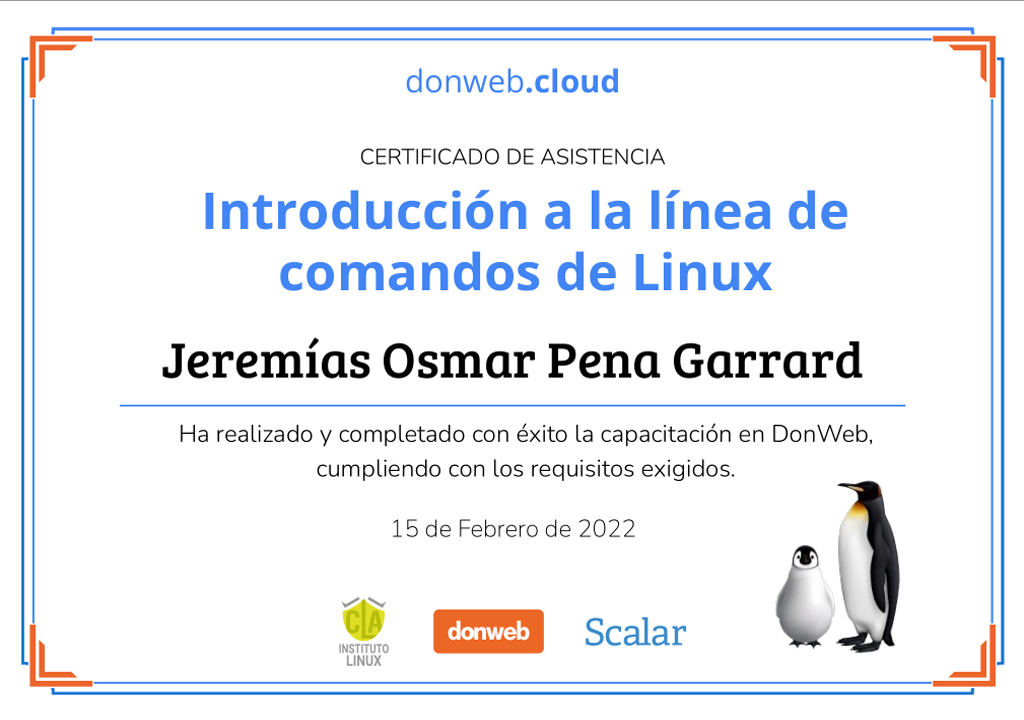 donweb.cloud
CERTIFICADO DE ASISTENCIA
Introducción a la línea de
comandos de Linux
Jeremías Osmar Pena Garrard
Ha realizado y completado con éxito la capacitación en DonWeb,
cumpliendo con los requisitos exigidos.
15 de Febrero de 2022
CLA
INSTITUTO
LINUX
donweb
Scalar